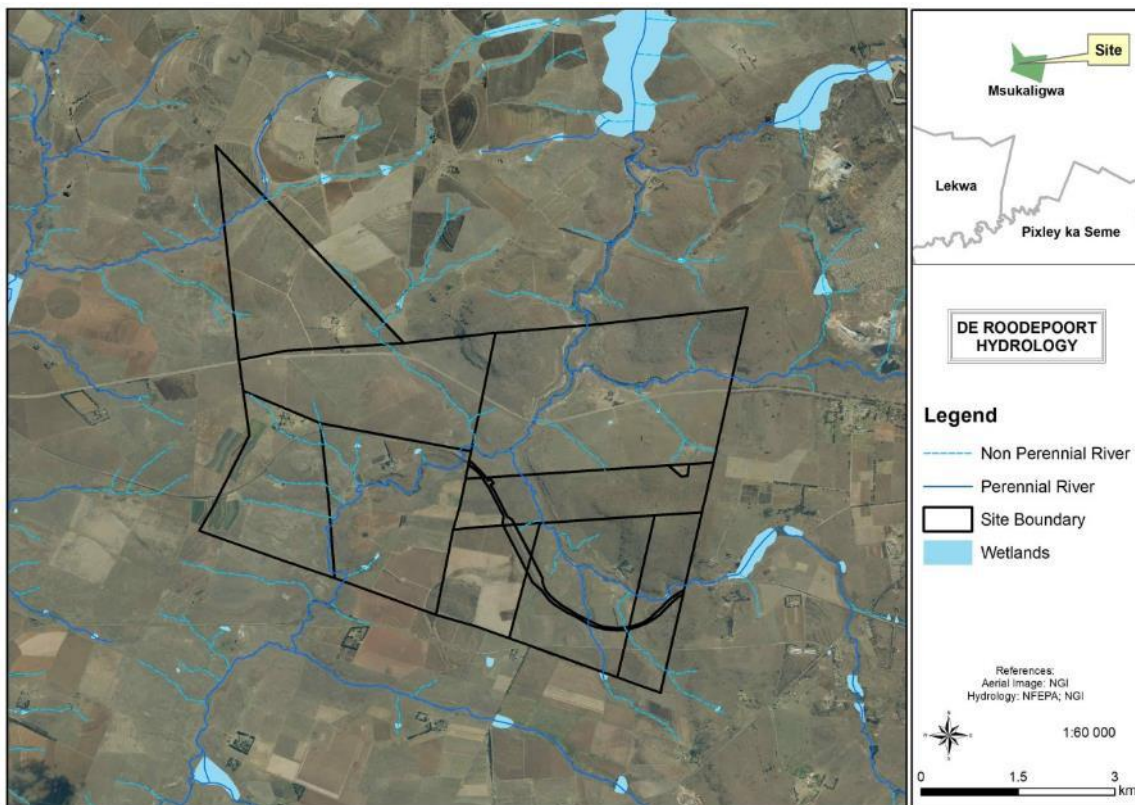 Site
Msukaligwa
Lekwa
Pixley ka Seme
DE ROODEPOORT
HYDROLOGY
Legend
Non Perennial River
Perennial River
Site Boundary
Wetlands
References:
Aerial Image: NGI
Hydrology: NFEPA; NGI
1:60 000
0 1.5 3
km